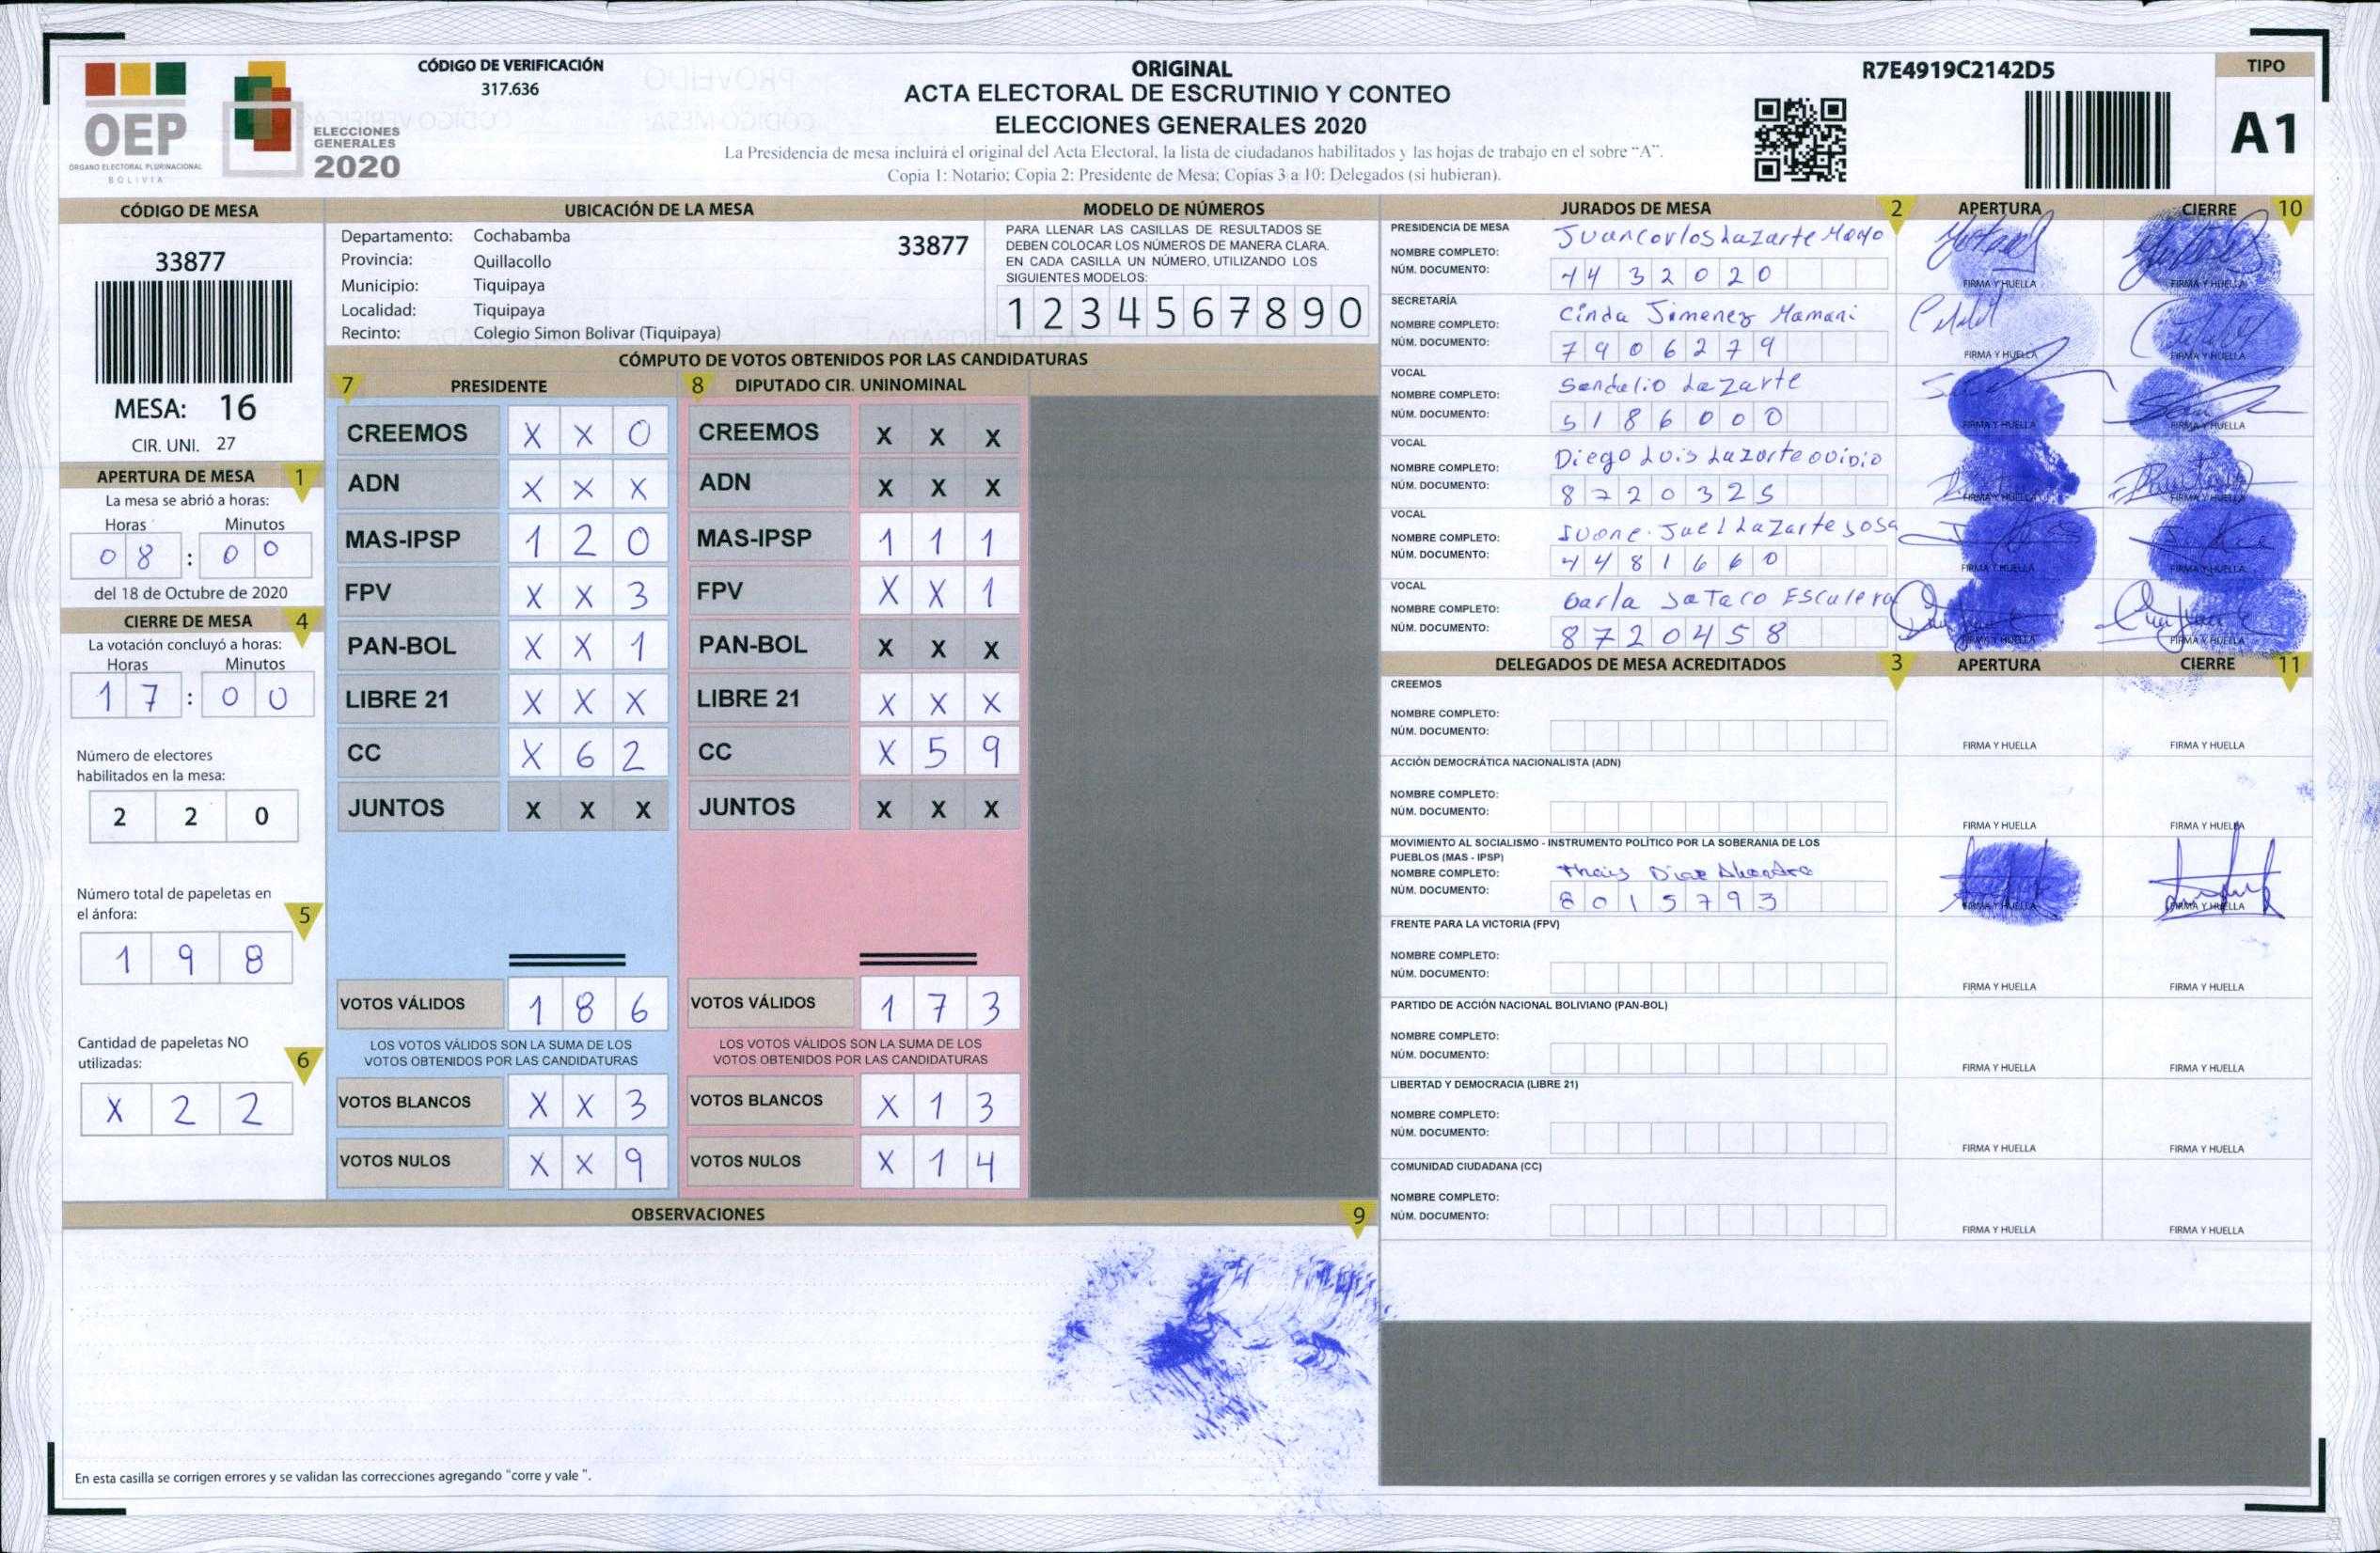 OEP
ÓRGANO ELECTORAL PLURINACIONAL
BOLIVIA
ELECCIONES
GENERALES
2020
CÓDIGO DE VERIFICACIÓN
317.636
ORIGINAL
ACTA ELECTORAL DE ESCRUTINIO Y CONTEO
ELECCIONES GENERALES 2020
La Presidencia de mesa incluirá el original del Acta Electoral, la lista de ciudadanos habilitados y las hojas de trabajo en el sobre “A”.
Copia 1: Notario; Copia 2: Presidente de Mesa; Copias 3 a 10: Delegados (si hubieran).
R7E4919C2142D5
TIPO
A1
CÓDIGO DE MESA
33877
MESA: 16
CIR. UNI. 27
APERTURA DE MESA 1
La mesa se abrió a horas:
Horas Minutos
08 : 00
del 18 de Octubre de 2020
CIERRE DE MESA 4
La votación concluyó a horas:
Horas Minutos
17 : 00
Número de electores
habilitados en la mesa:
2 2 0
Número total de papeletas en
el ánfora: 5
1 9 8
Cantidad de papeletas NO
utilizadas: 6
X 2 2
UBICACIÓN DE LA MESA
Departamento: Cochabamba 33877
Provincia: Quillacollo
Municipio: Tiquipaya
Localidad: Tiquipaya
Recinto: Colegio Simon Bolivar (Tiquipaya)
MODELO DE NÚMEROS
PARA LLENAR LAS CASILLAS DE RESULTADOS SE
DEBEN COLOCAR LOS NÚMEROS DE MANERA CLARA.
EN CADA CASILLA UN NÚMERO, UTILIZANDO LOS
SIGUIENTES MODELOS:
1 2 3 4 5 6 7 8 9 0
CÓMPUTO DE VOTOS OBTENIDOS POR LAS CANDIDATURAS
7 PRESIDENTE 8 DIPUTADO CIR. UNINOMINAL
CREEMOS X X 0 CREEMOS X X X
ADN X X X ADN X X X
MAS-IPSP 1 2 0 MAS-IPSP 1 1 1
FPV X X 3 FPV X X 1
PAN-BOL X X 1 PAN-BOL X X X
LIBRE 21 X X X LIBRE 21 X X X
CC X 6 2 CC X 5 9
JUNTOS X X X JUNTOS X X X
VOTOS VÁLIDOS 1 8 6 VOTOS VÁLIDOS 1 7 3
LOS VOTOS VÁLIDOS SON LA SUMA DE LOS LOS VOTOS VÁLIDOS SON LA SUMA DE LOS
VOTOS OBTENIDOS POR LAS CANDIDATURAS VOTOS OBTENIDOS POR LAS CANDIDATURAS
VOTOS BLANCOS X X 3 VOTOS BLANCOS X 1 3
VOTOS NULOS X X 9 VOTOS NULOS X 1 4
OBSERVACIONES 9
En esta casilla se corrigen errores y se validan las correcciones agregando "corre y vale ".
JURADOS DE MESA 2 APERTURA CIERRE 10
PRESIDENCIA DE MESA
NOMBRE COMPLETO: Juan Carlos Lazarte
NÚM. DOCUMENTO: 4432020
FIRMA Y HUELLA FIRMA Y HUELLA
SECRETARÍA
NOMBRE COMPLETO: Cinda Jimenez Mamani
NÚM. DOCUMENTO: 7906279
FIRMA Y HUELLA FIRMA Y HUELLA
VOCAL
NOMBRE COMPLETO: Sandalio Lazarte
NÚM. DOCUMENTO: 5186000
FIRMA Y HUELLA FIRMA Y HUELLA
VOCAL
NOMBRE COMPLETO: Diego Luis Lazarte Ovidio
NÚM. DOCUMENTO: 8720325
FIRMA Y HUELLA FIRMA Y HUELLA
VOCAL
NOMBRE COMPLETO: Ivone Jael Lazarte Sosa
NÚM. DOCUMENTO: 4481660
FIRMA Y HUELLA FIRMA Y HUELLA
VOCAL
NOMBRE COMPLETO: Escalera
NÚM. DOCUMENTO: 8720458
FIRMA Y HUELLA FIRMA Y HUELLA
DELEGADOS DE MESA ACREDITADOS 3 APERTURA CIERRE 11
CREEMOS
NOMBRE COMPLETO:
NÚM. DOCUMENTO:
FIRMA Y HUELLA FIRMA Y HUELLA
ACCIÓN DEMOCRÁTICA NACIONALISTA (ADN)
NOMBRE COMPLETO:
NÚM. DOCUMENTO:
FIRMA Y HUELLA FIRMA Y HUELLA
MOVIMIENTO AL SOCIALISMO - INSTRUMENTO POLÍTICO POR LA SOBERANIA DE LOS
PUEBLOS (MAS - IPSP)
NOMBRE COMPLETO: Thais Diaz
NÚM. DOCUMENTO: 8015793
FIRMA Y HUELLA FIRMA Y HUELLA
FRENTE PARA LA VICTORIA (FPV)
NOMBRE COMPLETO:
NÚM. DOCUMENTO:
FIRMA Y HUELLA FIRMA Y HUELLA
PARTIDO DE ACCIÓN NACIONAL BOLIVIANO (PAN-BOL)
NOMBRE COMPLETO:
NÚM. DOCUMENTO:
FIRMA Y HUELLA FIRMA Y HUELLA
LIBERTAD Y DEMOCRACIA (LIBRE 21)
NOMBRE COMPLETO:
NÚM. DOCUMENTO:
FIRMA Y HUELLA FIRMA Y HUELLA
COMUNIDAD CIUDADANA (CC)
NOMBRE COMPLETO:
NÚM. DOCUMENTO:
FIRMA Y HUELLA FIRMA Y HUELLA